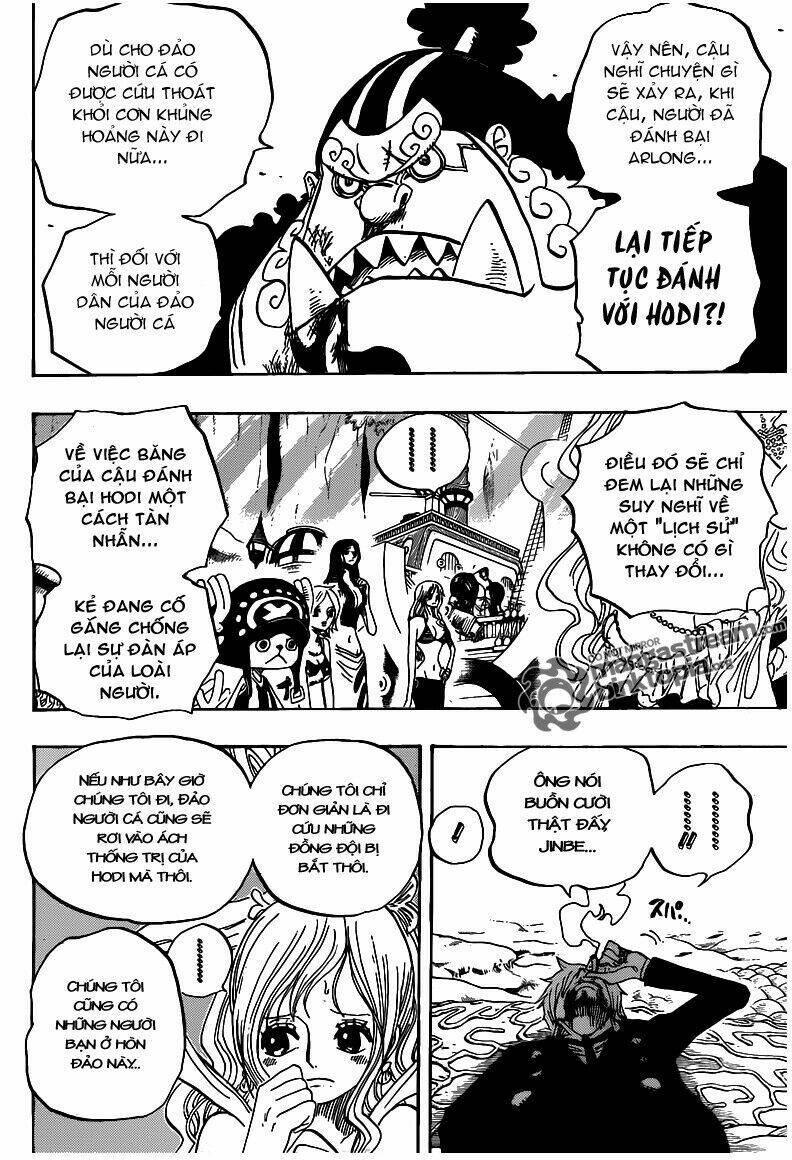 VẬY NÊN, CẬU
NGHĨ CHUYỆN GÌ
SẼ XẢY RA, KHI
CẬU, NGƯỜI ĐÃ
ĐÁNH BẠI
ARLONG...
LẠI TIẾP
TỤC ĐÁNH
VỚI HODI?!
DÙ CHO ĐẢO
NGƯỜI CÁ CÓ
ĐƯỢC CỨU THOÁT
KHỎI CƠN KHỦNG
HOẢNG NÀY ĐI
NỮA...
THÌ ĐỐI VỚI
MỖI NGƯỜI
DÂN CỦA ĐẢO
NGƯỜI CÁ
ĐIỀU ĐÓ SẼ CHỈ
ĐEM LẠI NHỮNG
SUY NGHĨ VỀ
MỘT "LỊCH SỬ"
KHÔNG CÓ GÌ
THAY ĐỔI...
VỀ VIỆC BĂNG
CỦA CẬU ĐÁNH
BẠI HODI MỘT
CÁCH TÀN
NHẪN...
KẺ ĐANG CỐ
GẮNG CHỐNG
LẠI SỰ ĐÀN ÁP
CỦA LOÀI
NGƯỜI.
mangastream.com
ÔNG NÓI
BUỒN CƯỜI
THẬT ĐẤY,
JINBE...
!
スパ..
CHÚNG TÔI CHỈ
ĐƠN GIẢN LÀ ĐI
CỨU NHỮNG
ĐỒNG ĐỘI BỊ
BẮT THÔI.
NẾU NHƯ BÂY GIỜ
CHÚNG TÔI ĐI, ĐẢO
NGƯỜI CÁ CŨNG SẼ
RƠI VÀO ÁCH
THỐNG TRỊ CỦA
HODI MÀ THÔI.
CHÚNG TÔI
CŨNG CÓ
NHỮNG NGƯỜI
BẠN Ở HÒN
ĐẢO NÀY...